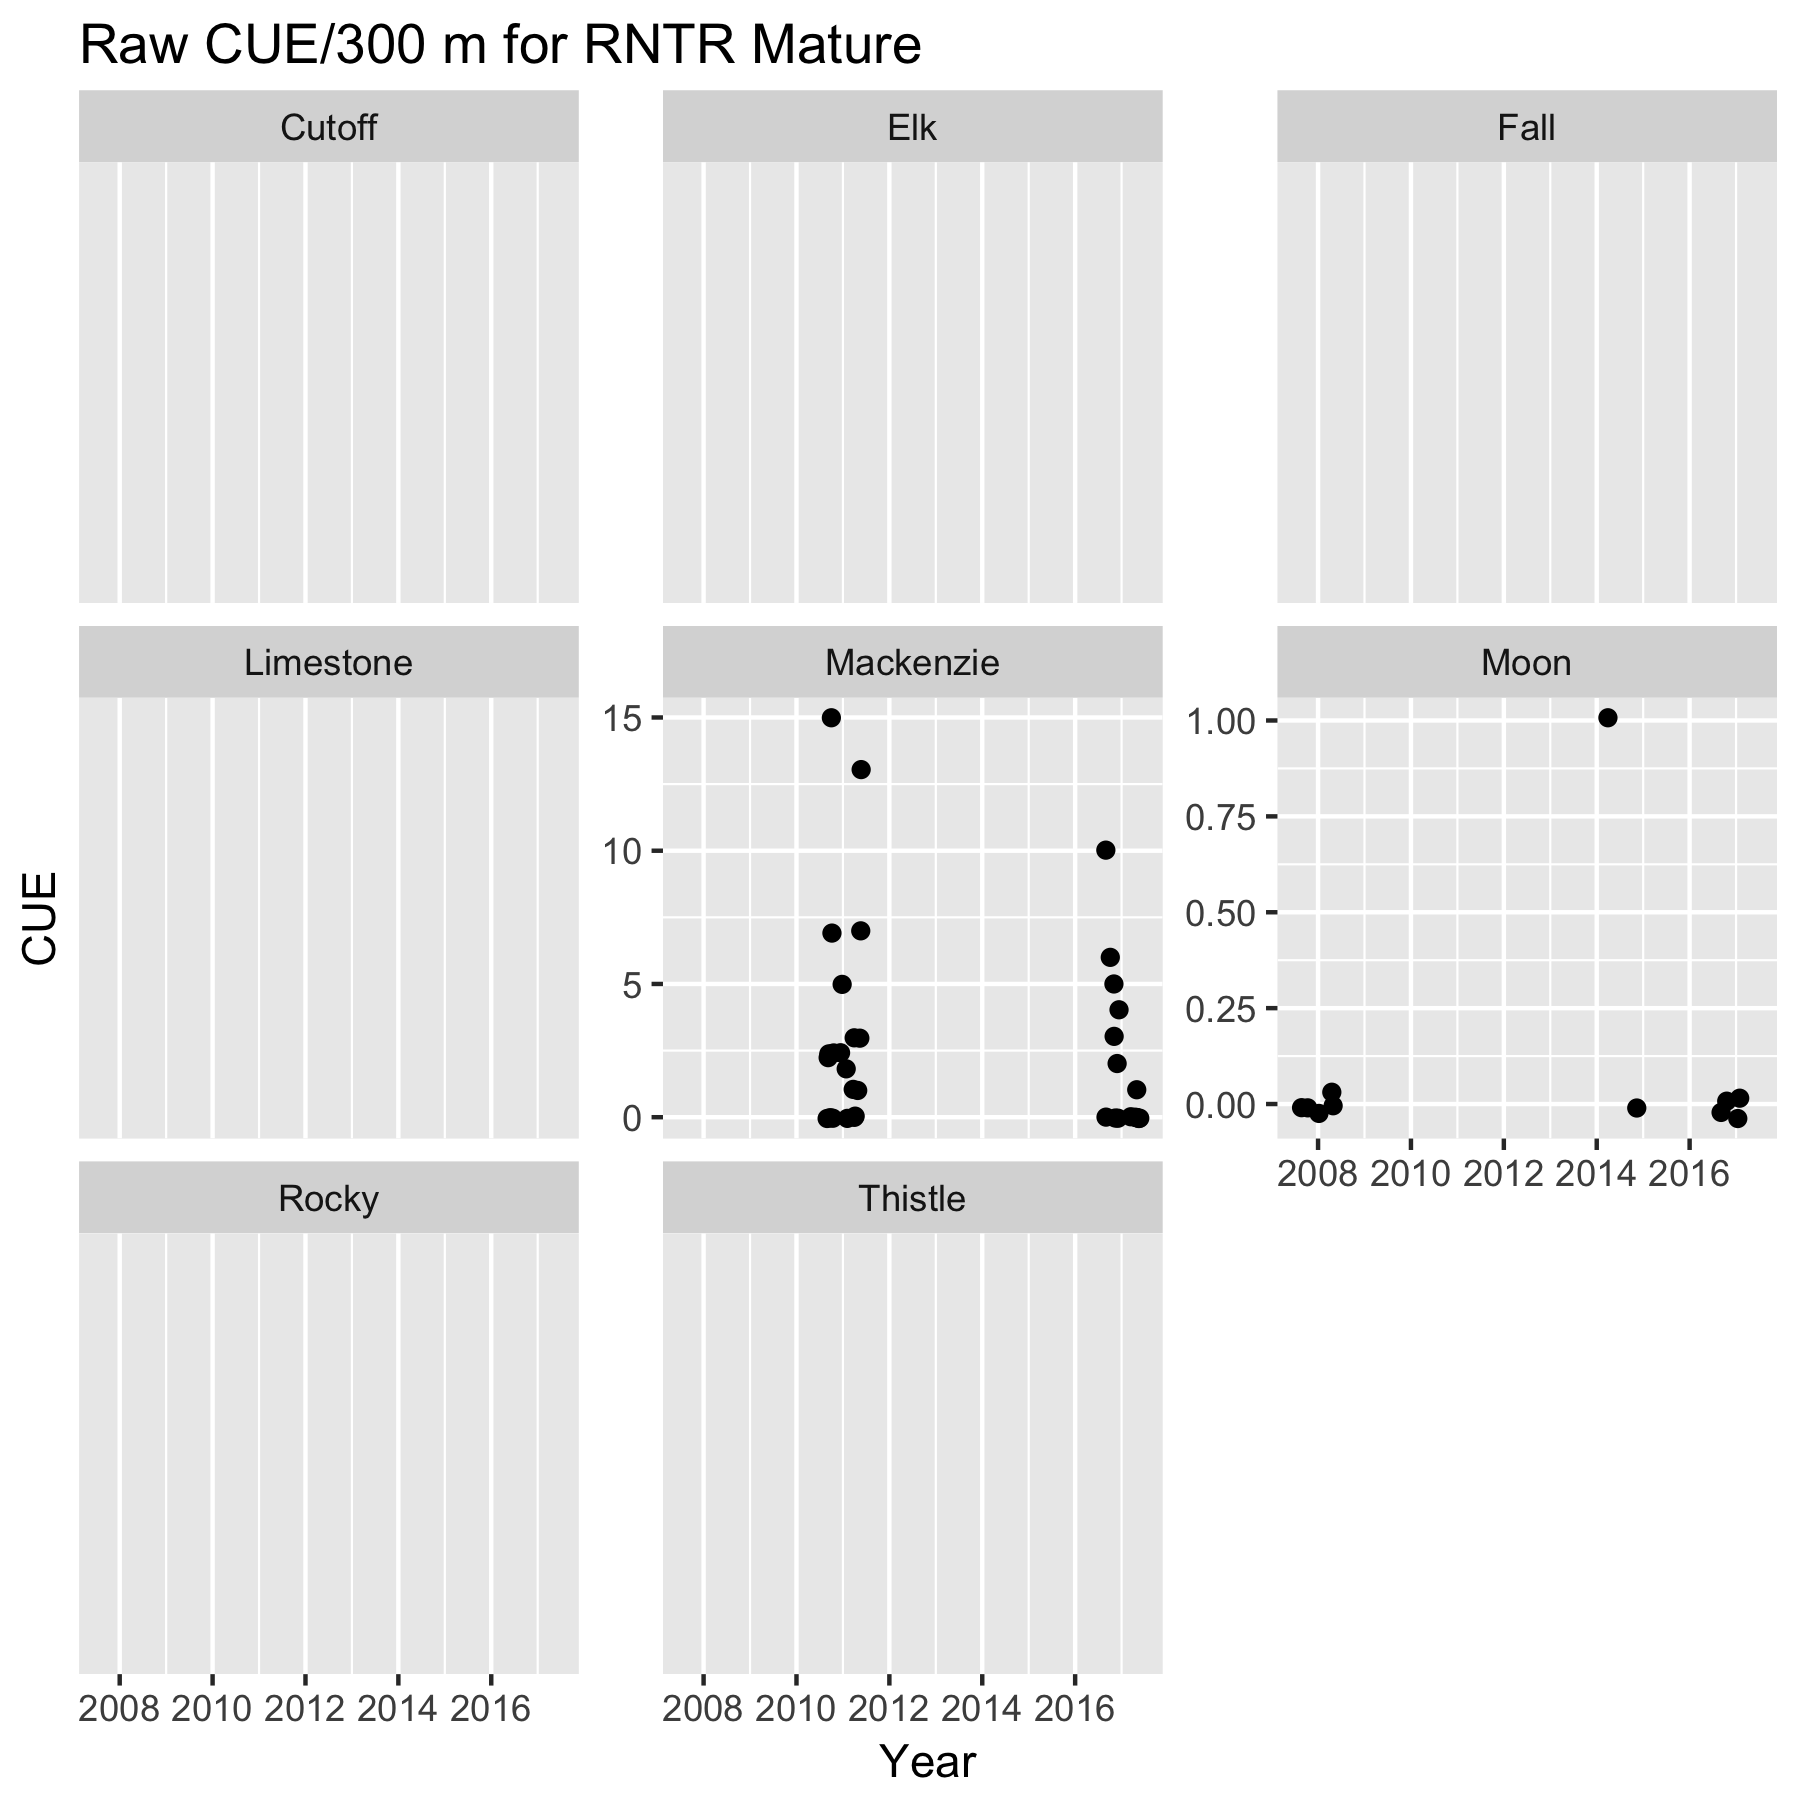 Raw CUE/300 m for RNTR Mature
Cutoff
Elk
Fall
Limestone
Mackenzie
Moon
15
10
5
0
1.00
0.75
0.50
0.25
0.00
2008 2010 2012 2014 2016
Rocky
Thistle
2008 2010 2012 2014 2016
2008 2010 2012 2014 2016
CUE
Year